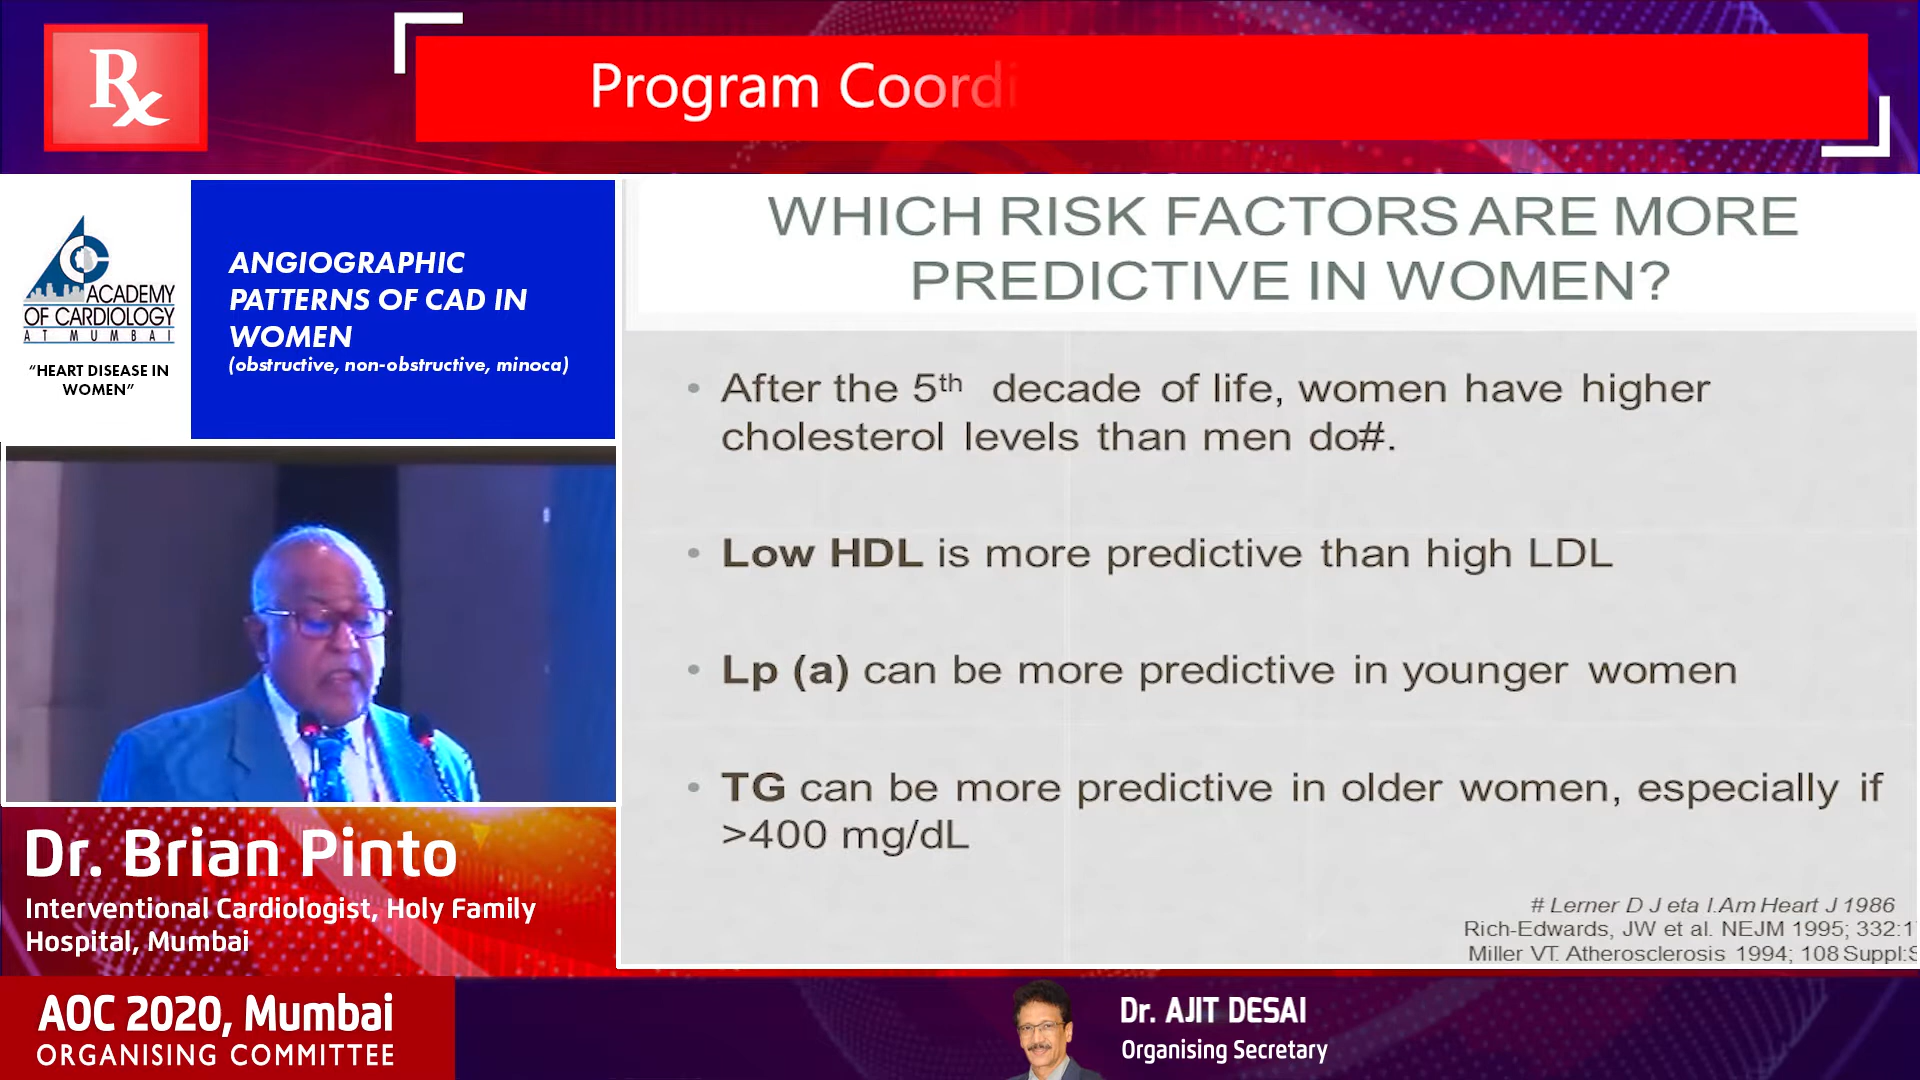 Rx
Program Coordi
ACADEMY
OF CARDIOLOGY
AT MUMBAI
“HEART DISEASE IN
WOMEN”
ANGIOGRAPHIC
PATTERNS OF CAD IN
WOMEN
(obstructive, non-obstructive, minoca)
WHICH RISK FACTORS ARE MORE
PREDICTIVE IN WOMEN?
• After the 5th decade of life, women have higher
cholesterol levels than men do#.
• Low HDL is more predictive than high LDL
• Lp (a) can be more predictive in younger women
• TG can be more predictive in older women, especially if
>400 mg/dL
# Lerner D J eta l.Am Heart J 1986
Rich-Edwards, JW et al. NEJM 1995; 332:1
Miller VT. Atherosclerosis 1994; 108 Suppl:S
Dr. Brian Pinto
Interventional Cardiologist, Holy Family
Hospital, Mumbai
AOC 2020, Mumbai
ORGANISING COMMITTEE
Dr. AJIT DESAI
Organising Secretary